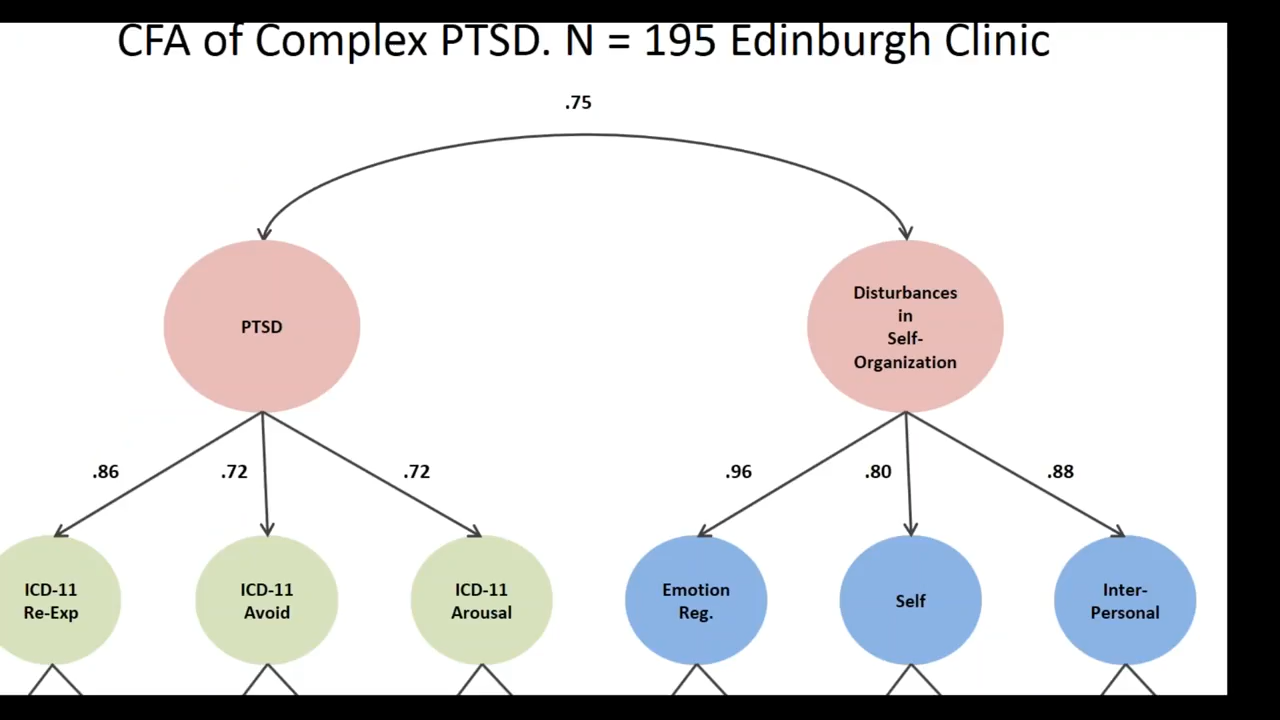 CFA of Complex PTSD. N = 195 Edinburgh Clinic
.75
PTSD
Disturbances
in
Self-
Organization
.86
.72
.72
.96
.80
.88
ICD-11
Re-Exp
ICD-11
Avoid
ICD-11
Arousal
Emotion
Reg.
Self
Inter-
Personal